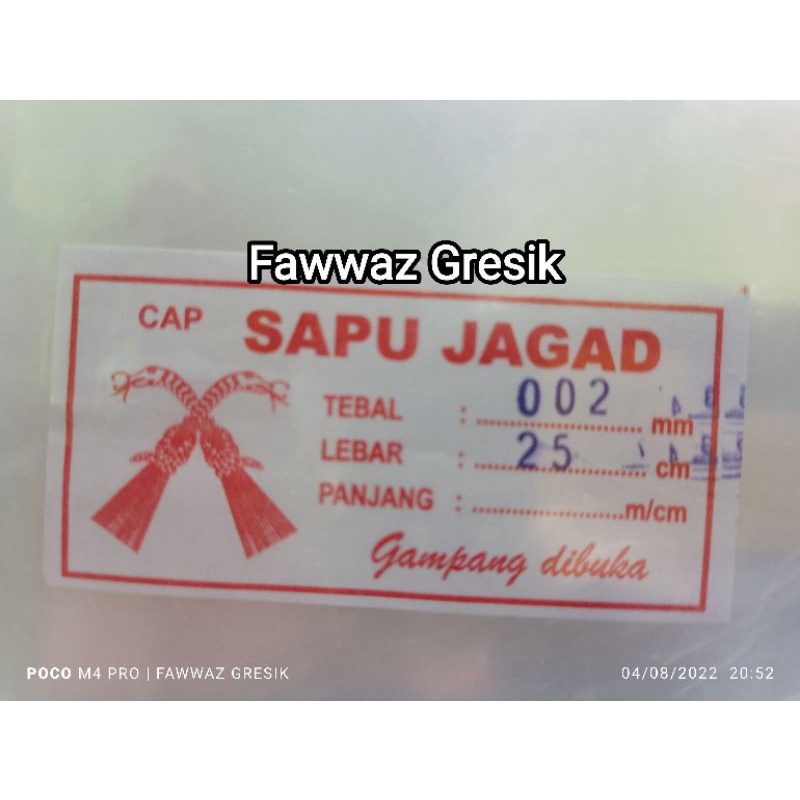 Fawwaz Gresik
CAP SAPU JAGAD
TEBAL : 002 mm
LEBAR : 25 cm
PANJANG : m/cm
Gampang dibuka
POCO M4 PRO | FAWWAZ GRESIK 04/08/2022 20:52